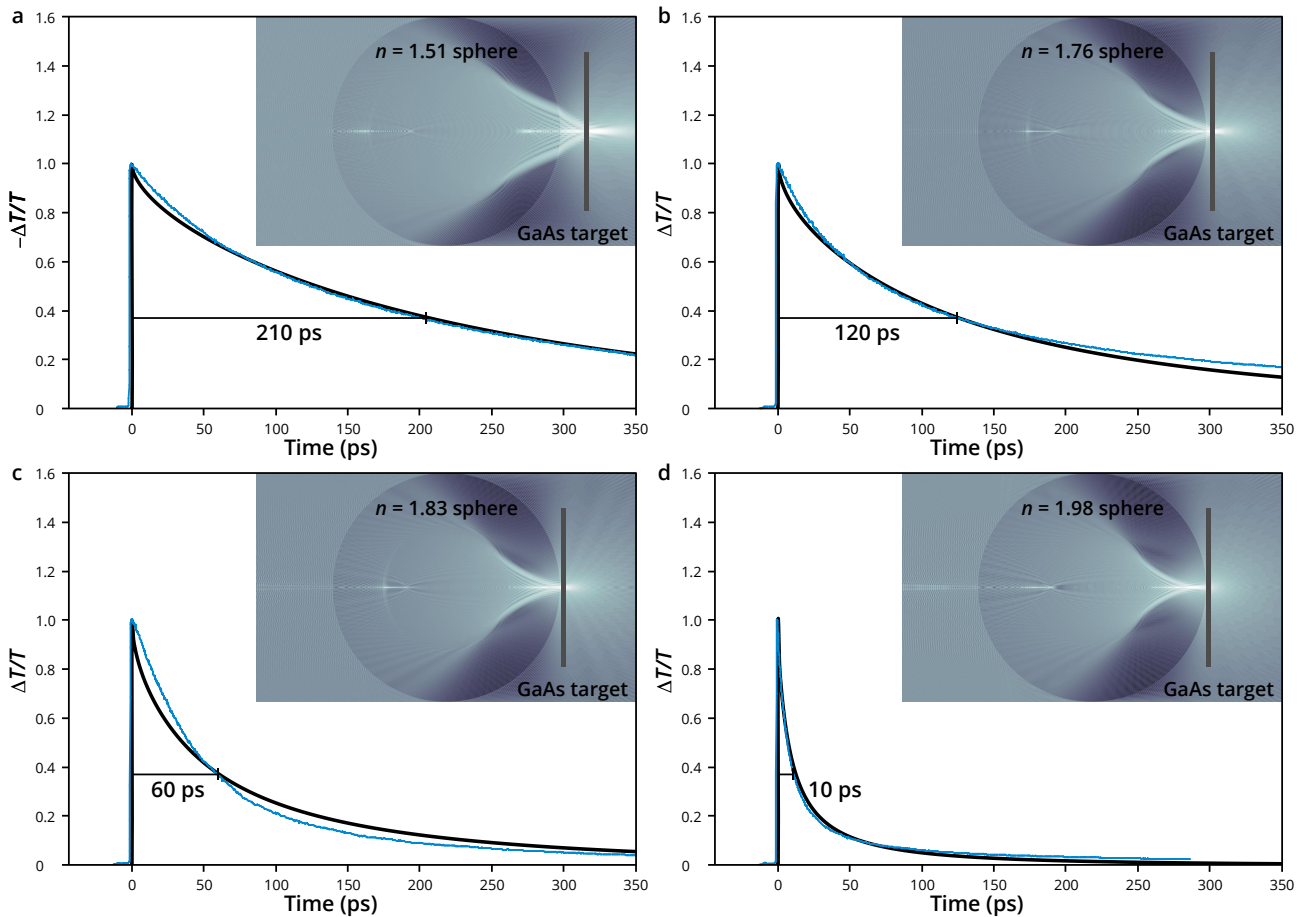 a
1.6
1.4
1.2
1.0
0.8
0.6
0.4
0.2
0
−ΔT/T
n = 1.51 sphere
GaAs target
210 ps
0 50 100 150 200 250 300 350
Time (ps)
b
1.6
1.4
1.2
1.0
0.8
0.6
0.4
0.2
0
ΔT/T
n = 1.76 sphere
GaAs target
120 ps
0 50 100 150 200 250 300 350
Time (ps)
c
1.6
1.4
1.2
1.0
0.8
0.6
0.4
0.2
0
ΔT/T
n = 1.83 sphere
GaAs target
60 ps
0 50 100 150 200 250 300 350
Time (ps)
d
1.6
1.4
1.2
1.0
0.8
0.6
0.4
0.2
0
ΔT/T
n = 1.98 sphere
GaAs target
10 ps
0 50 100 150 200 250 300 350
Time (ps)